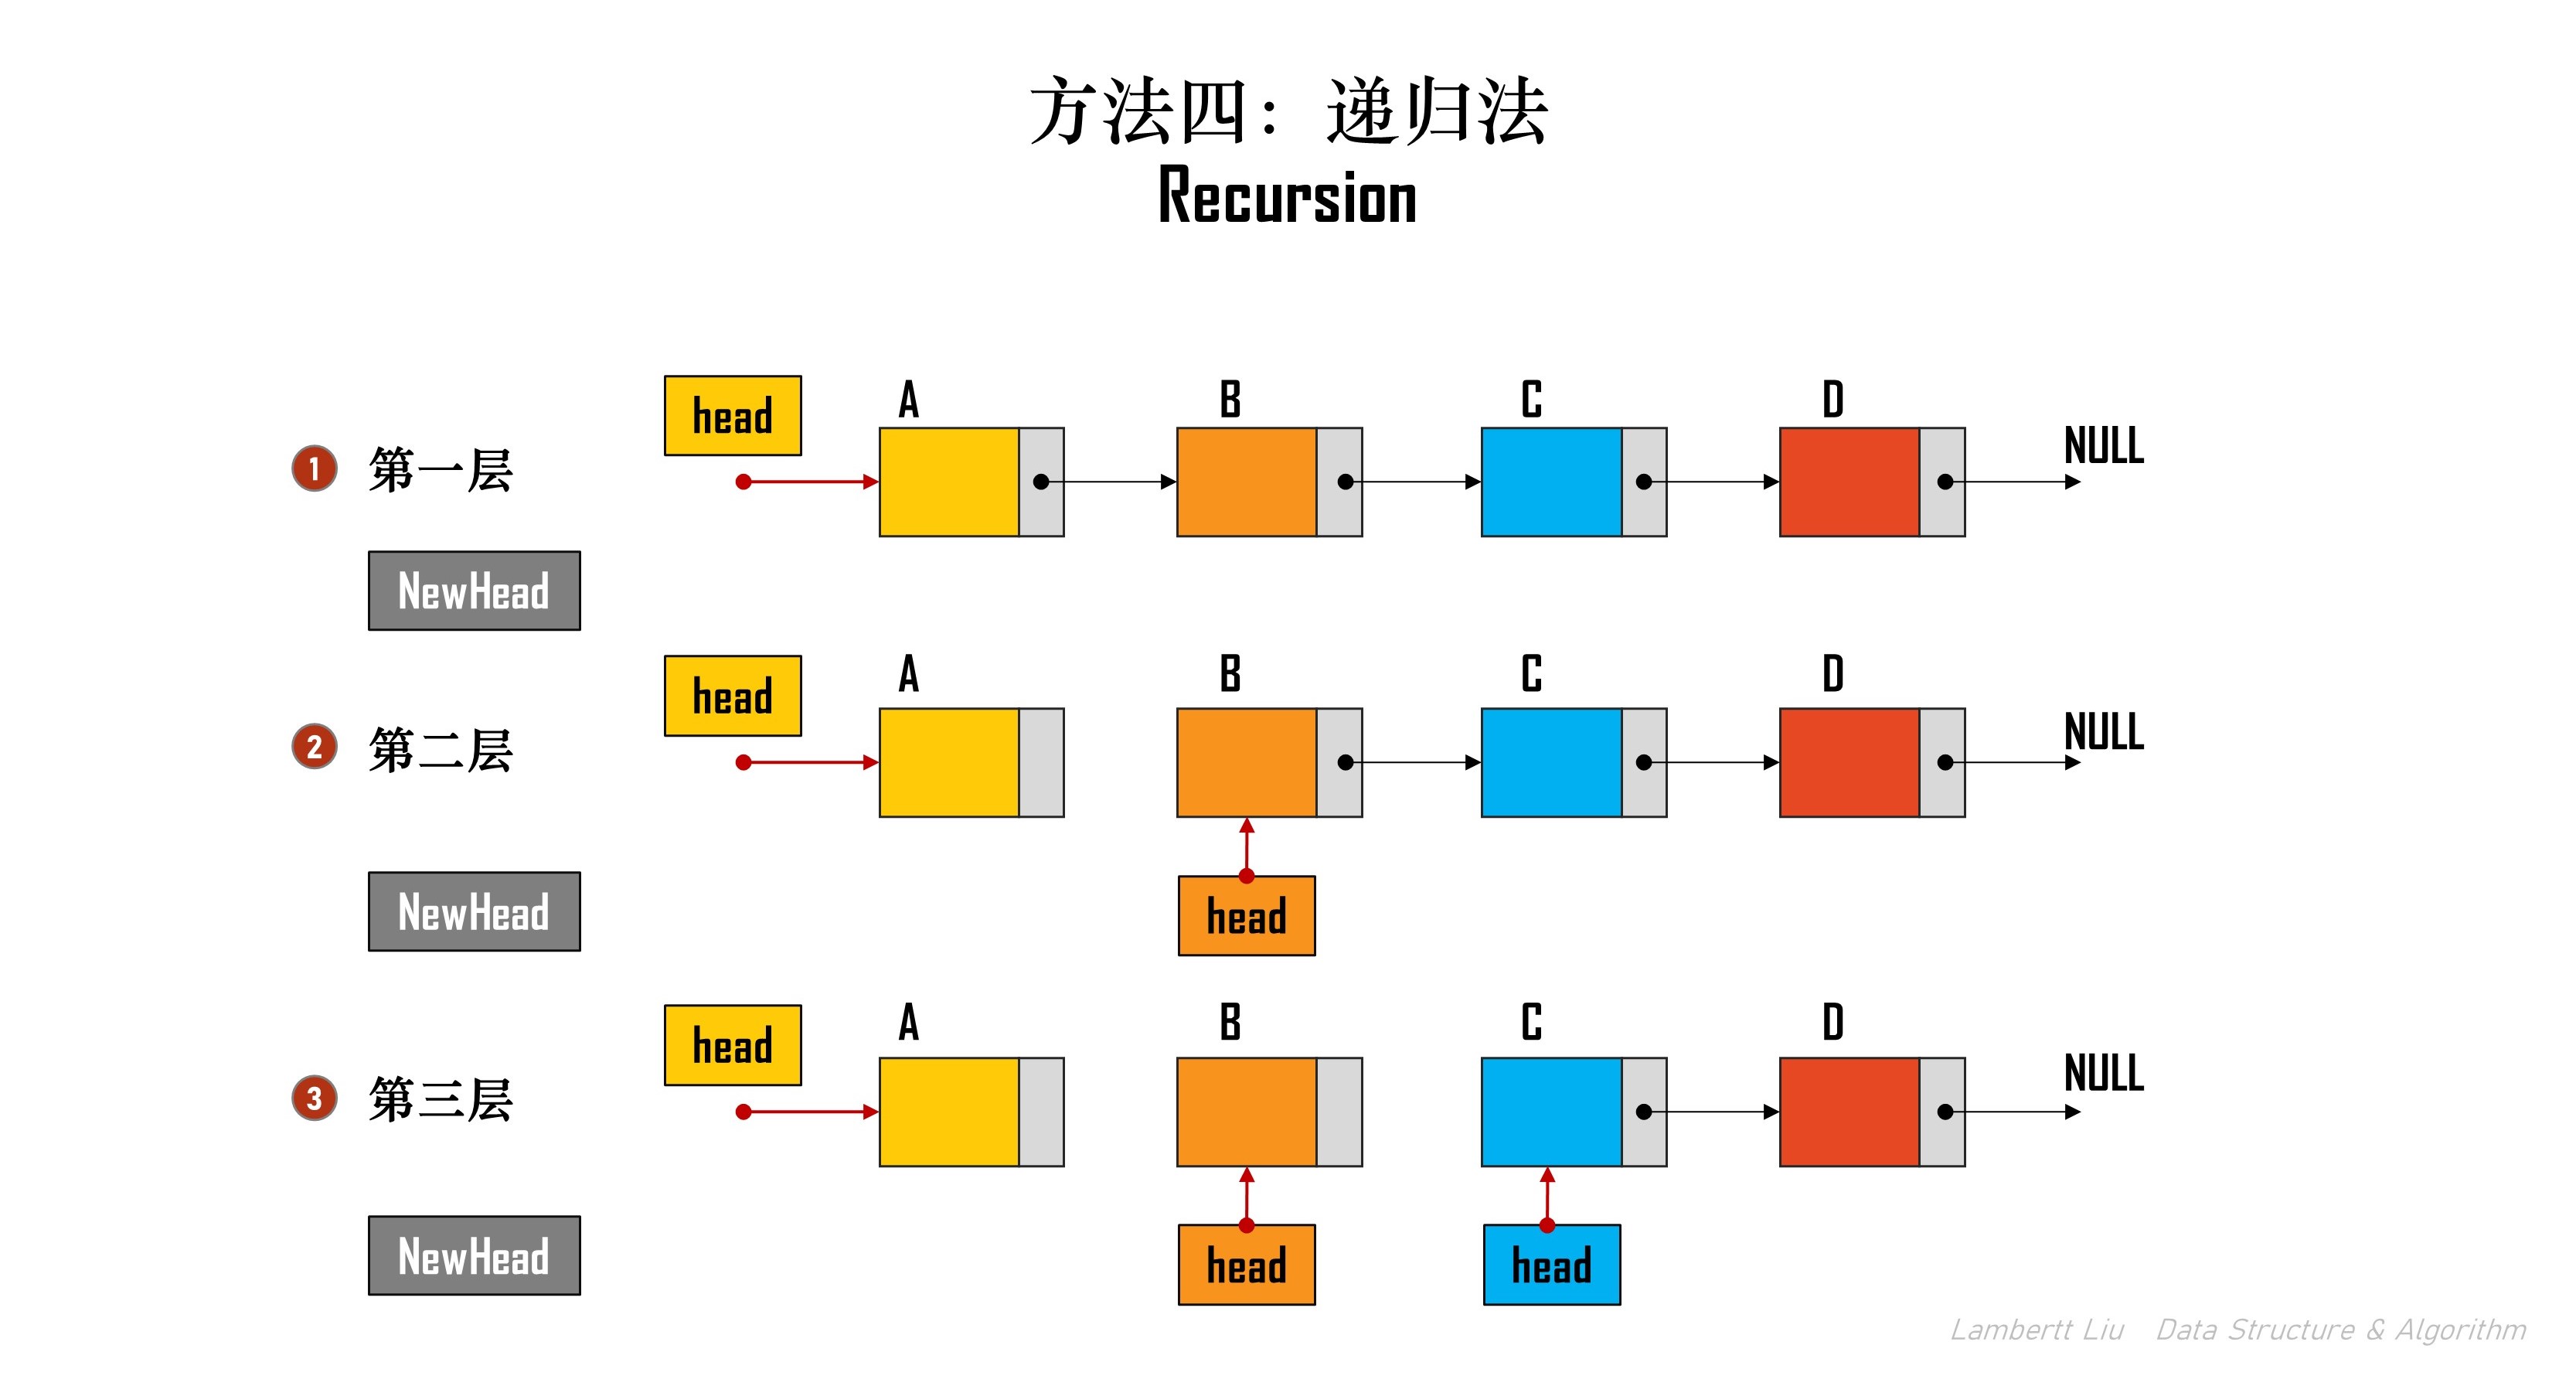 方法四：递归法
Recursion
head
A
B
C
D
NULL
1 第一层
NewHead
head
A
B
C
D
NULL
2 第二层
NewHead
head
head
A
B
C
D
NULL
3 第三层
NewHead
head
head
Lambertt Liu Data Structure & Algorithm